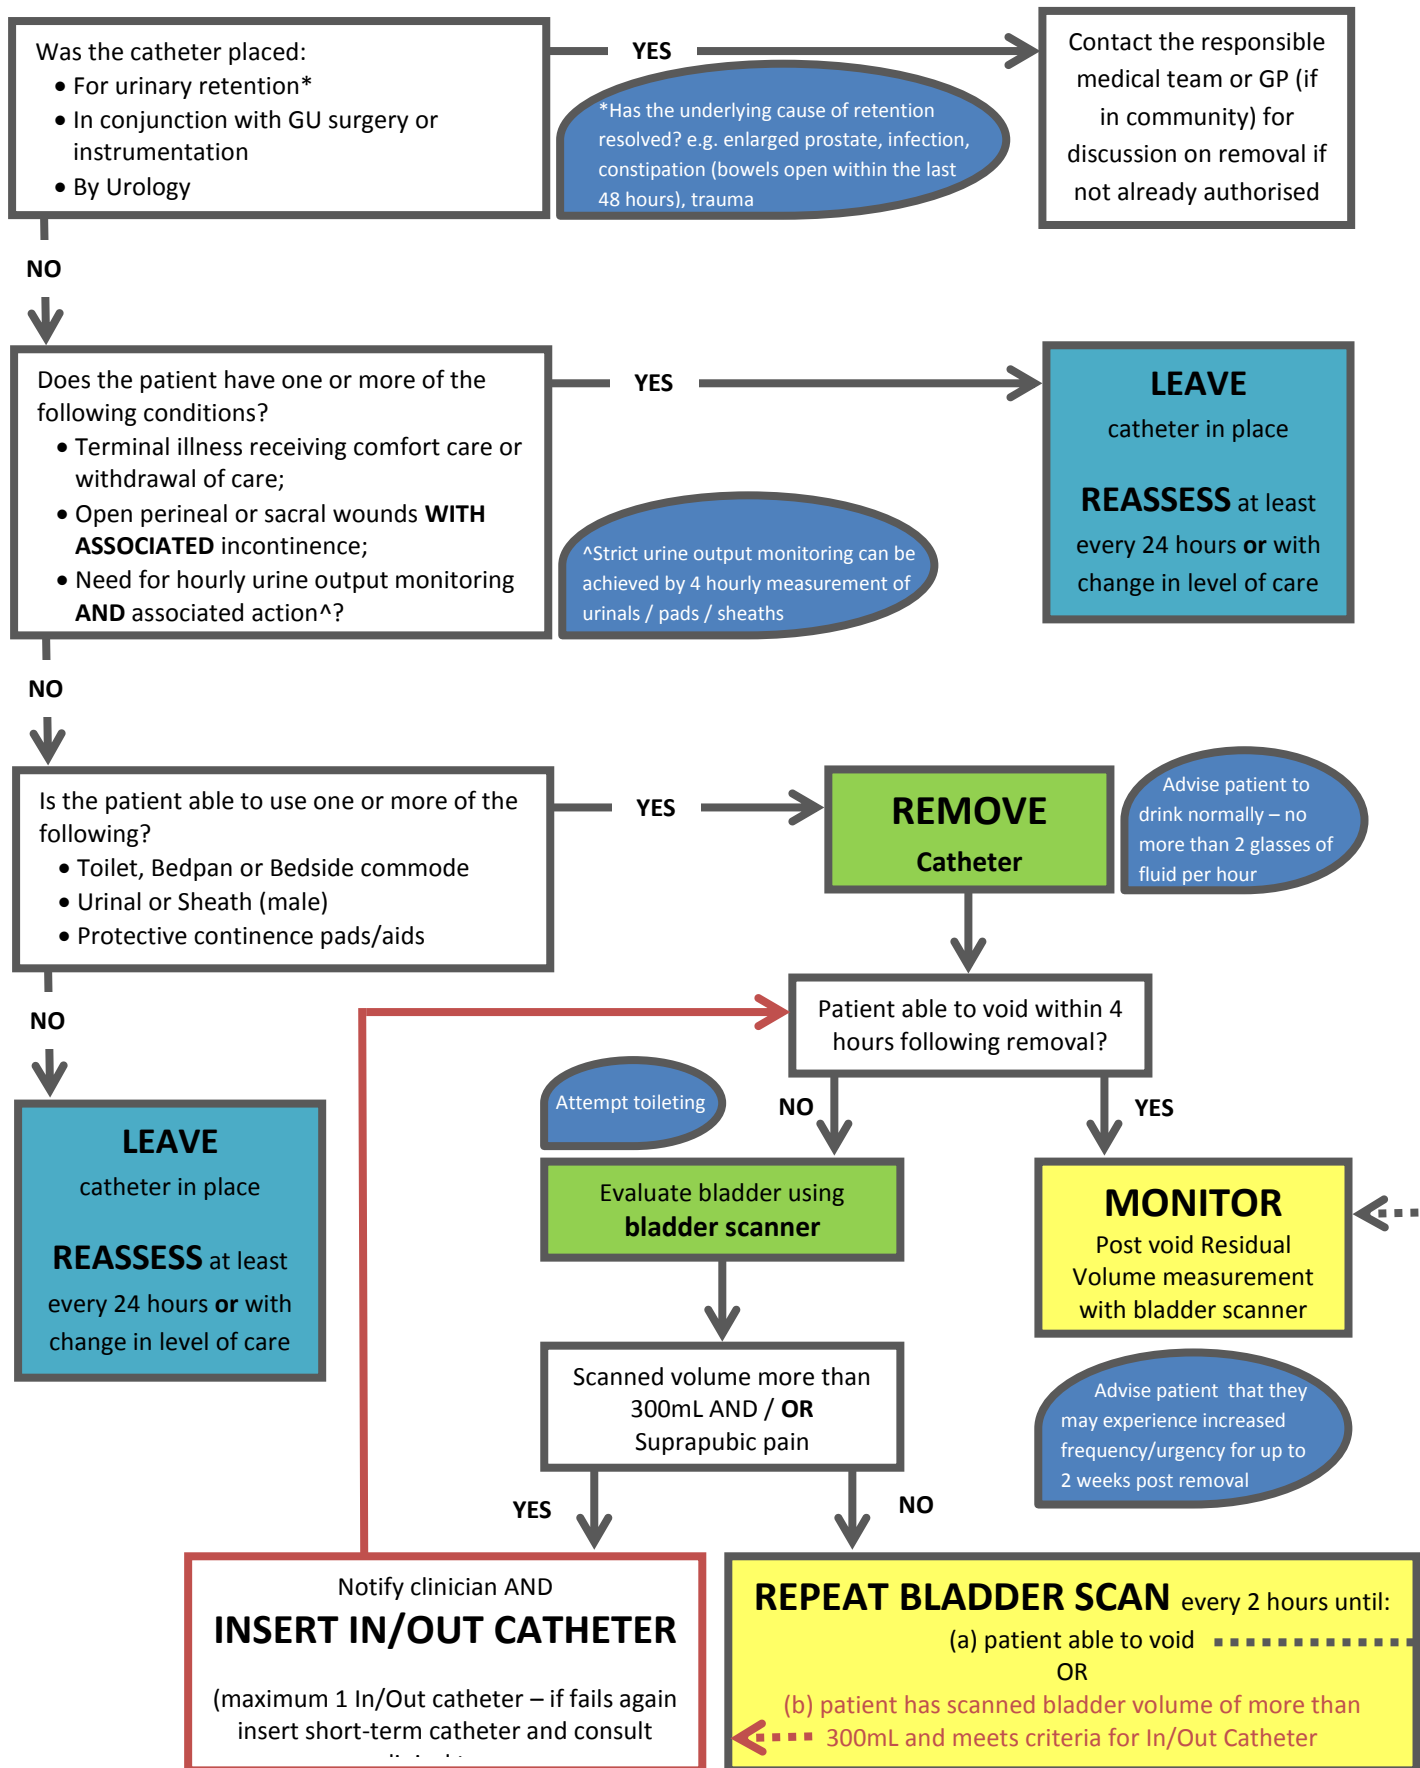 Was the catheter placed:
• For urinary retention*
• In conjunction with GU surgery or
instrumentation
• By Urology
YES
*Has the underlying cause of retention
resolved? e.g. enlarged prostate, infection,
constipation (bowels open within the last
48 hours), trauma
Contact the responsible
medical team or GP (if
in community) for
discussion on removal if
not already authorised
NO
Does the patient have one or more of the
following conditions?
• Terminal illness receiving comfort care or
withdrawal of care;
• Open perineal or sacral wounds WITH
ASSOCIATED incontinence;
• Need for hourly urine output monitoring
AND associated action^?
YES
^Strict urine output monitoring can be
achieved by 4 hourly measurement of
urinals / pads / sheaths
LEAVE
catheter in place
REASSESS at least
every 24 hours or with
change in level of care
NO
Is the patient able to use one or more of the
following?
• Toilet, Bedpan or Bedside commode
• Urinal or Sheath (male)
• Protective continence pads/aids
YES
REMOVE
Catheter
Advise patient to
drink normally – no
more than 2 glasses of
fluid per hour
NO
LEAVE
catheter in place
REASSESS at least
every 24 hours or with
change in level of care
Patient able to void within 4
hours following removal?
Attempt toileting
NO
YES
Evaluate bladder using
bladder scanner
MONITOR
Post void Residual
Volume measurement
with bladder scanner
Scanned volume more than
300mL AND / OR
Suprapubic pain
Advise patient that they
may experience increased
frequency/urgency for up to
2 weeks post removal
YES
NO
Notify clinician AND
INSERT IN/OUT CATHETER
(maximum 1 In/Out catheter – if fails again
insert short-term catheter and consult
REPEAT BLADDER SCAN every 2 hours until:
(a) patient able to void
OR
(b) patient has scanned bladder volume of more than
300mL and meets criteria for In/Out Catheter